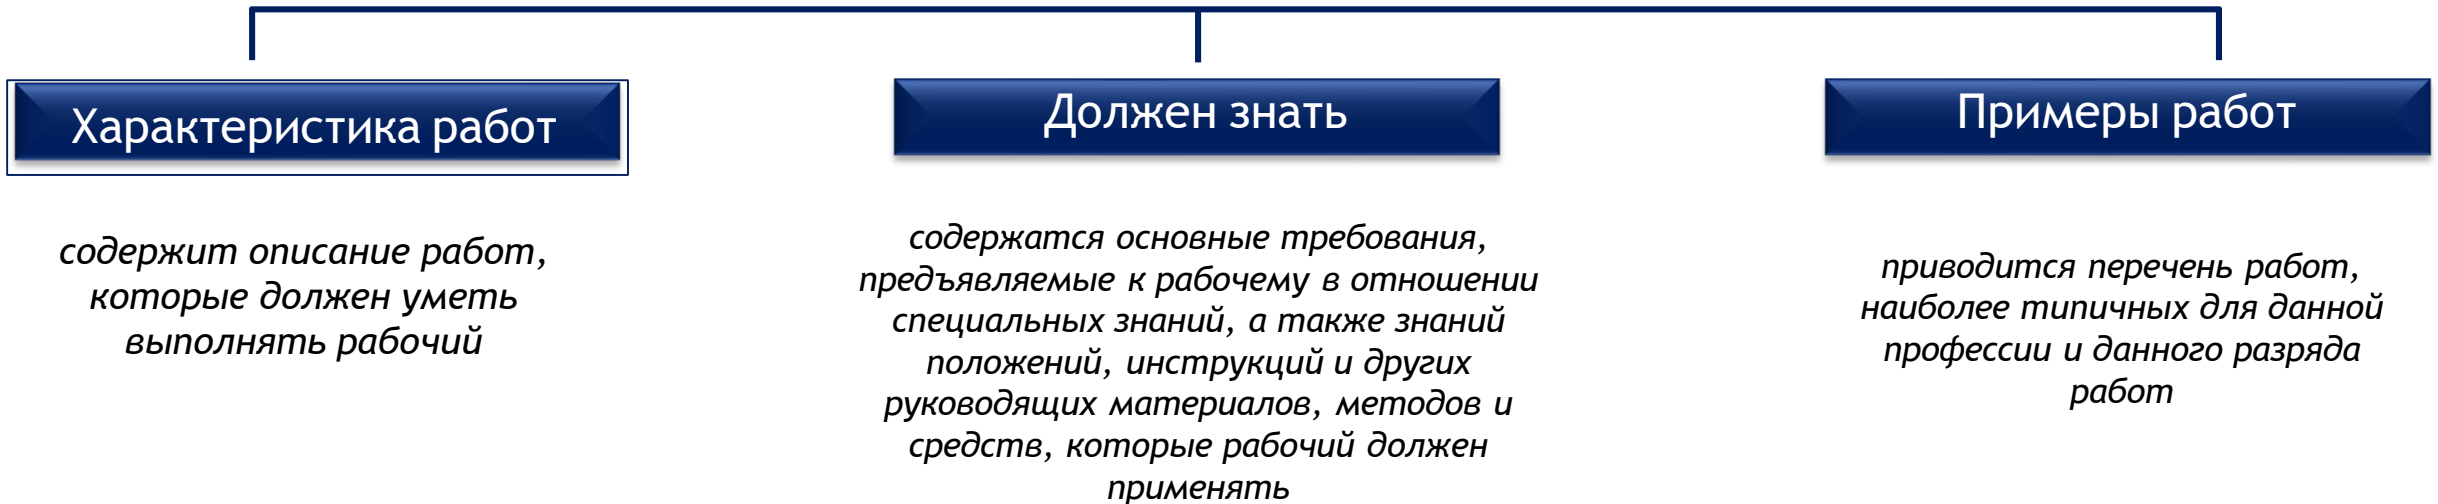 Характеристика работ
содержит описание работ,
которые должен уметь
выполнять рабочий
Должен знать
содержатся основные требования,
предъявляемые к рабочему в отношении
специальных знаний, а также знаний
положений, инструкций и других
руководящих материалов, методов и
средств, которые рабочий должен
применять
Примеры работ
приводится перечень работ,
наиболее типичных для данной
профессии и данного разряда
работ